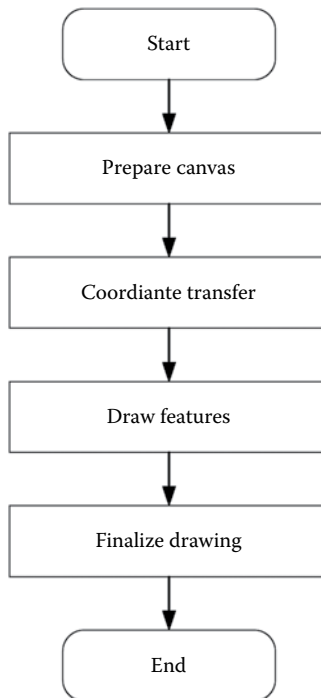 Start
Prepare canvas
Coordiante transfer
Draw features
Finalize drawing
End